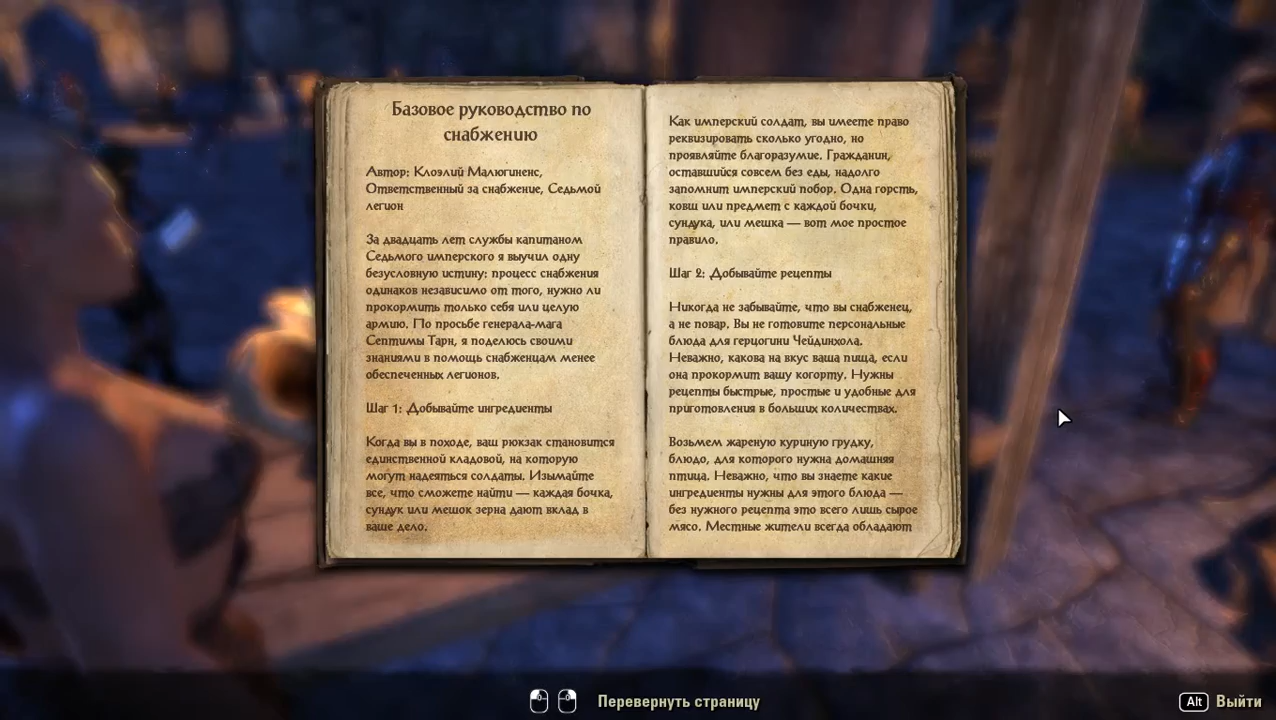 Базовое руководство по
снабжению
Автор: Клоэлий Малюгиненс,
Ответственный за снабжение, Седьмой
легион
За двадцать лет службы капитаном
Седьмого имперского я выучил одну
безусловную истину: процесс снабжения
одинаков независимо от того, нужно ли
прокормить только себя или целую
армию. По просьбе генерала-мага
Септимы Тарн, я поделюсь своими
знаниями в помощь снабженцам менее
обеспеченных легионов.
Шаг 1: Добывайте ингредиенты
Когда вы в походе, ваш рюкзак становится
единственной кладовой, на которую
могут надеяться солдаты. Изымайте
все, что сможете найти — каждая бочка,
сундук или мешок зерна дают вклад в
ваше дело.
Как имперский солдат, вы имеете право
реквизировать сколько угодно, но
проявляйте благоразумие. Гражданин,
оставшийся совсем без еды, надолго
запомнит имперский побор. Одна горсть,
ковш или предмет с каждой бочки,
сундука, или мешка — вот мое простое
правило.
Шаг 2: Добывайте рецепты
Никогда не забывайте, что вы снабженец,
а не повар. Вы не готовите персональные
блюда для герцогини Чейдинхола.
Неважно, какова на вкус ваша пища, если
она прокормит вашу когорту. Нужны
рецепты быстрые, простые и удобные для
приготовления в больших количествах.
Возьмем жареную куриную грудку,
блюдо, для которого нужна домашняя
птица. Неважно, что вы знаете какие
ингредиенты нужны для этого блюда —
без нужного рецепта это всего лишь сырое
мясо. Местные жители всегда обладают
Перевернуть страницу
Alt Выйти